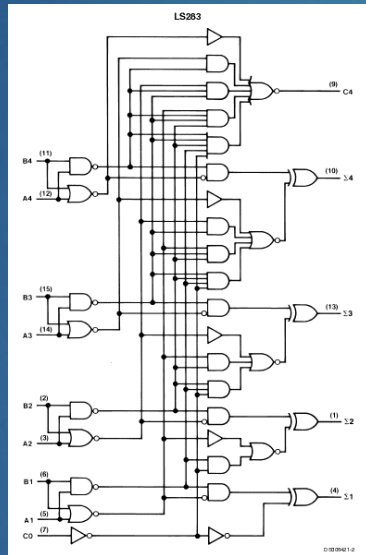 LS283
(9)
C4
(11)
B4
(10)
Σ4
(12)
A4
(15)
B3
(13)
Σ3
(14)
A3
(2)
B2
(1)
Σ2
(3)
A2
(6)
B1
(4)
Σ1
(5)
A1
(7)
C0